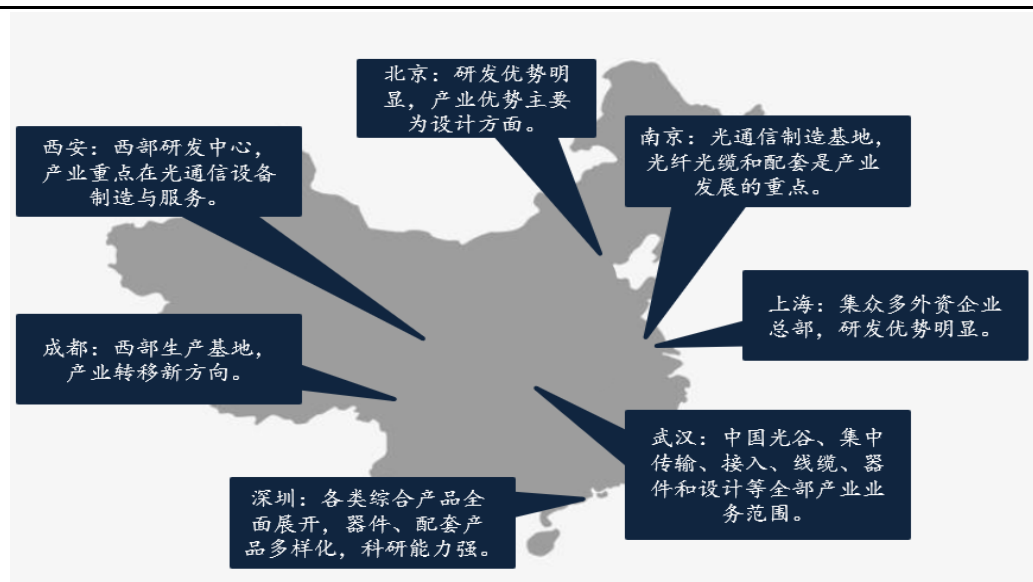 北京：研发优势明
显，产业优势主要
为设计方面。
西安：西部研发中心，
产业重点在光通信设备
制造与服务。
南京：光通信制造基地，
光纤光缆和配套是产业
发展的重点。
上海：集众多外资企业
总部，研发优势明显。
成都：西部生产基地，
产业转移新方向。
武汉：中国光谷、集中
传输、接入、线缆、器
件和设计等全部产业业
务范围。
深圳：各类综合产品全
面展开，器件、配套产
品多样化，科研能力强。